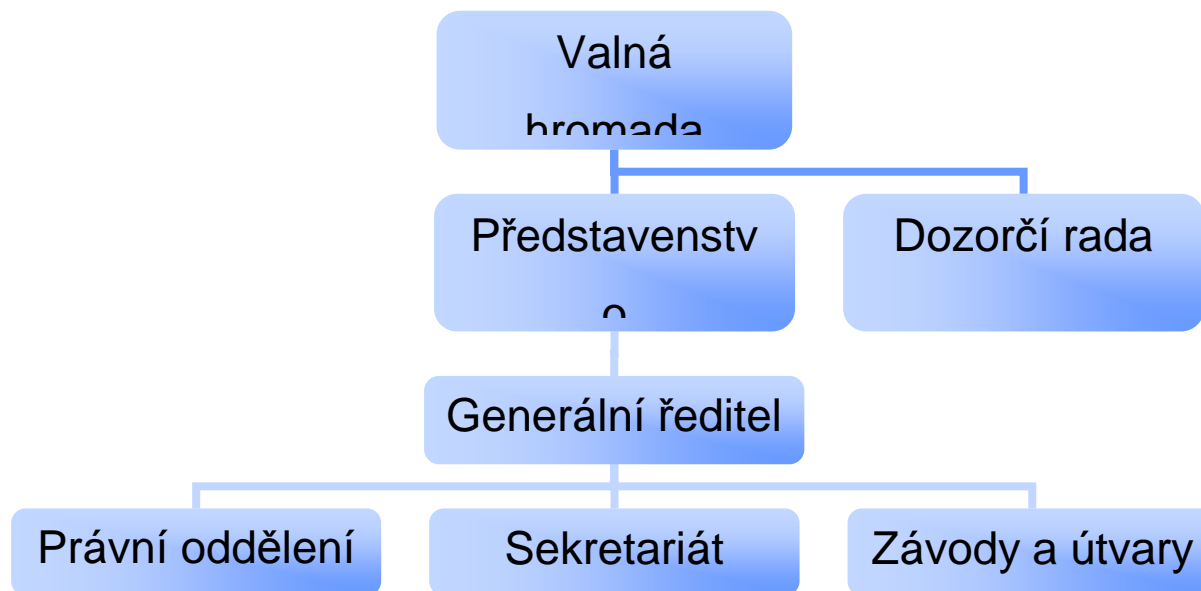 Valná
hromada
Představenstv
o
Dozorčí rada
Generální ředitel
Právní oddělení
Sekretariát
Závody a útvary